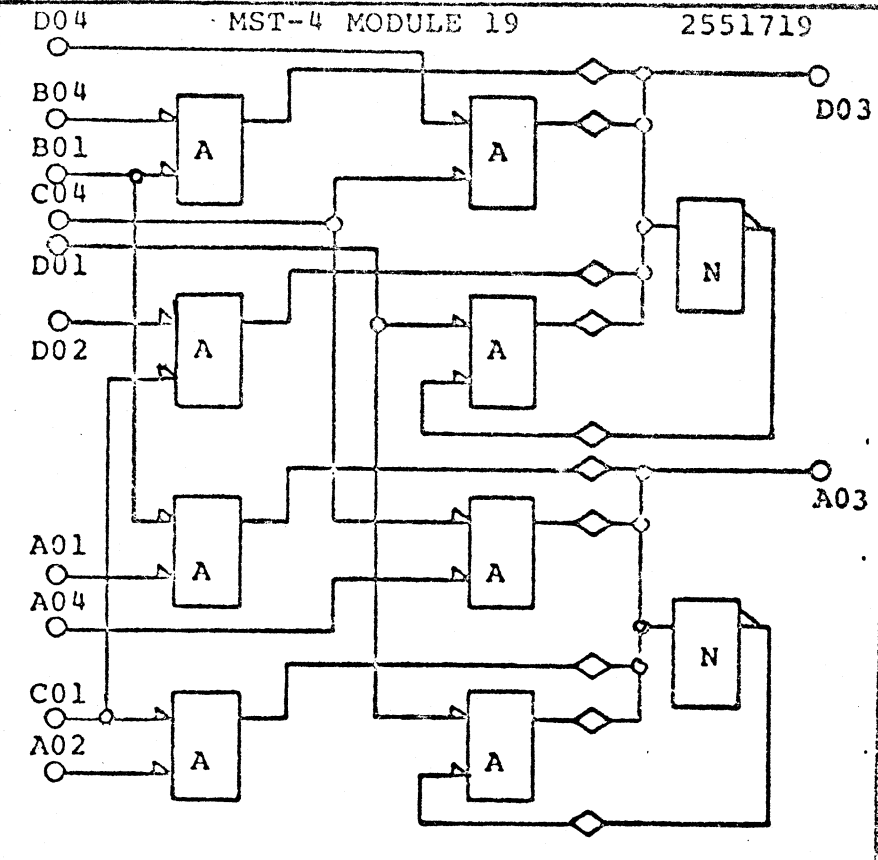 D04 MST-4 MODULE 19 2551719
B04
D03
B01
A A
C04
D01
N
D02
A A
A03
A01
A A
A04
N
C01
A02
A A